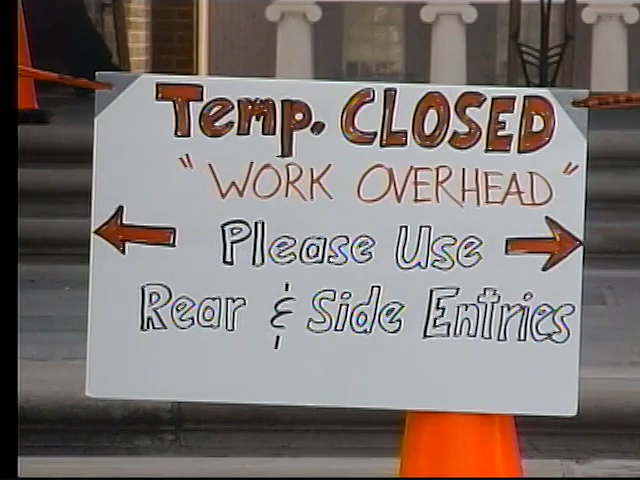 Temp. CLOSED
"WORK OVERHEAD"
Please Use
Rear & Side Entries